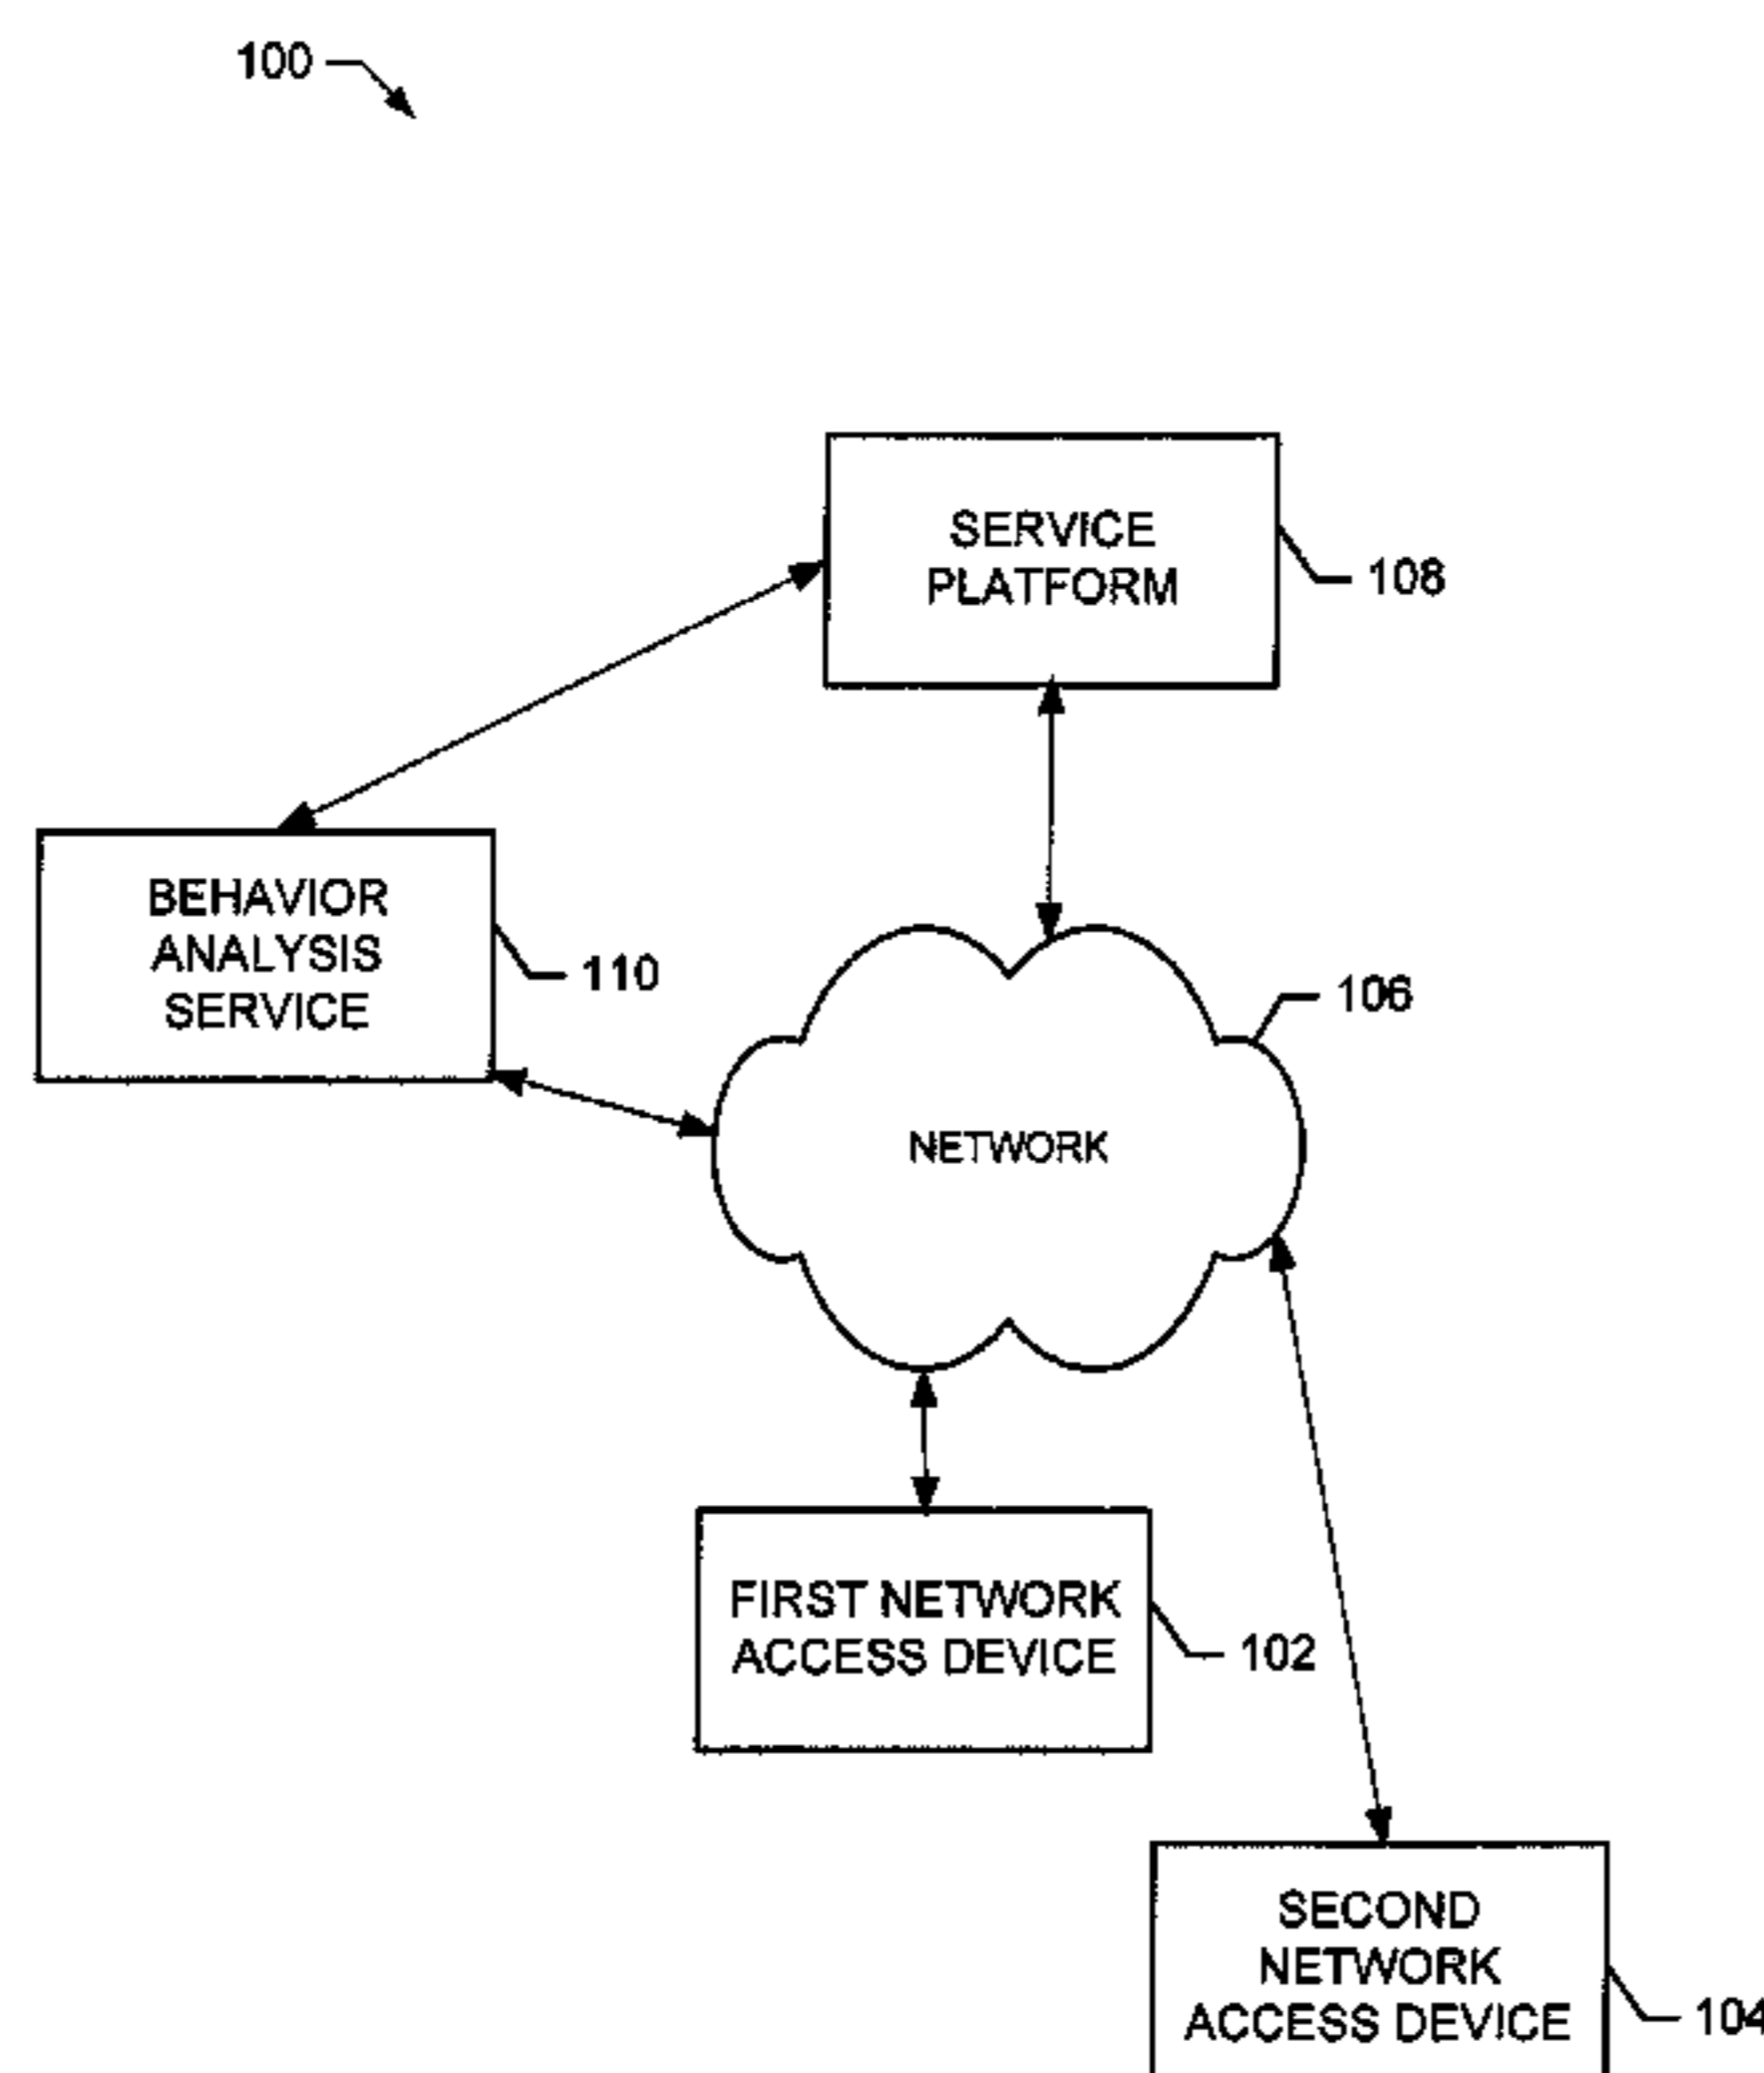 100
SERVICE
PLATFORM
108
BEHAVIOR
ANALYSIS
SERVICE
110
106
NETWORK
FIRST NETWORK
ACCESS DEVICE
102
SECOND
NETWORK
ACCESS DEVICE
104